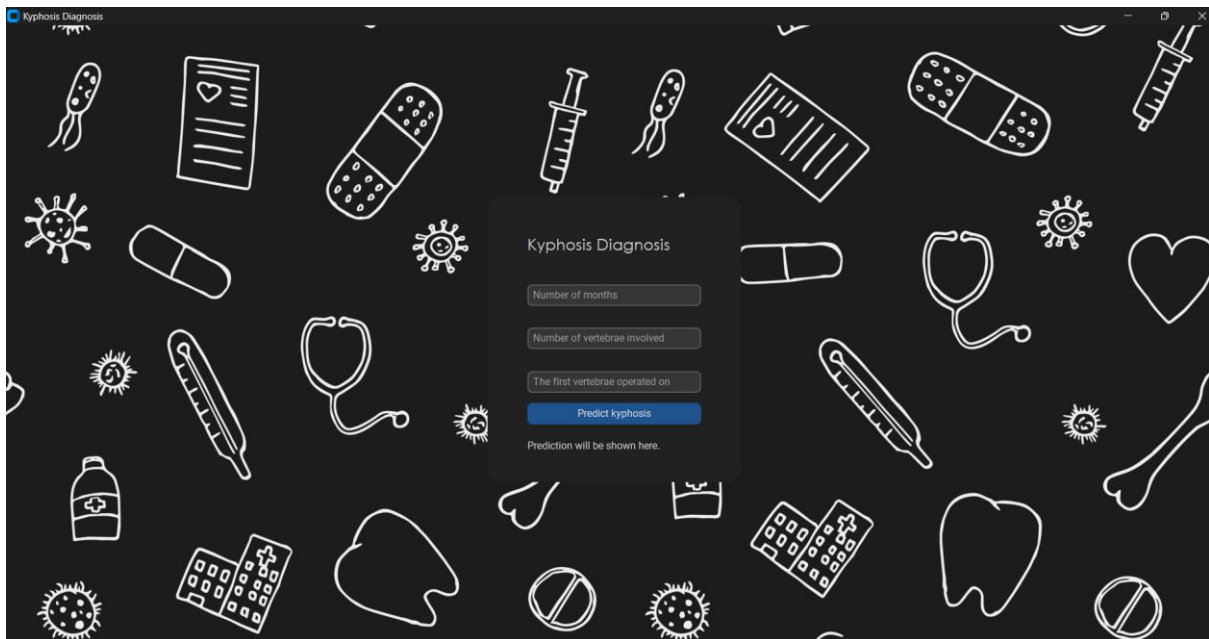 Kyphosis Diagnosis
Kyphosis Diagnosis
Number of months
Number of vertebrae involved
The first vertebrae operated on
Predict kyphosis
Prediction will be shown here.